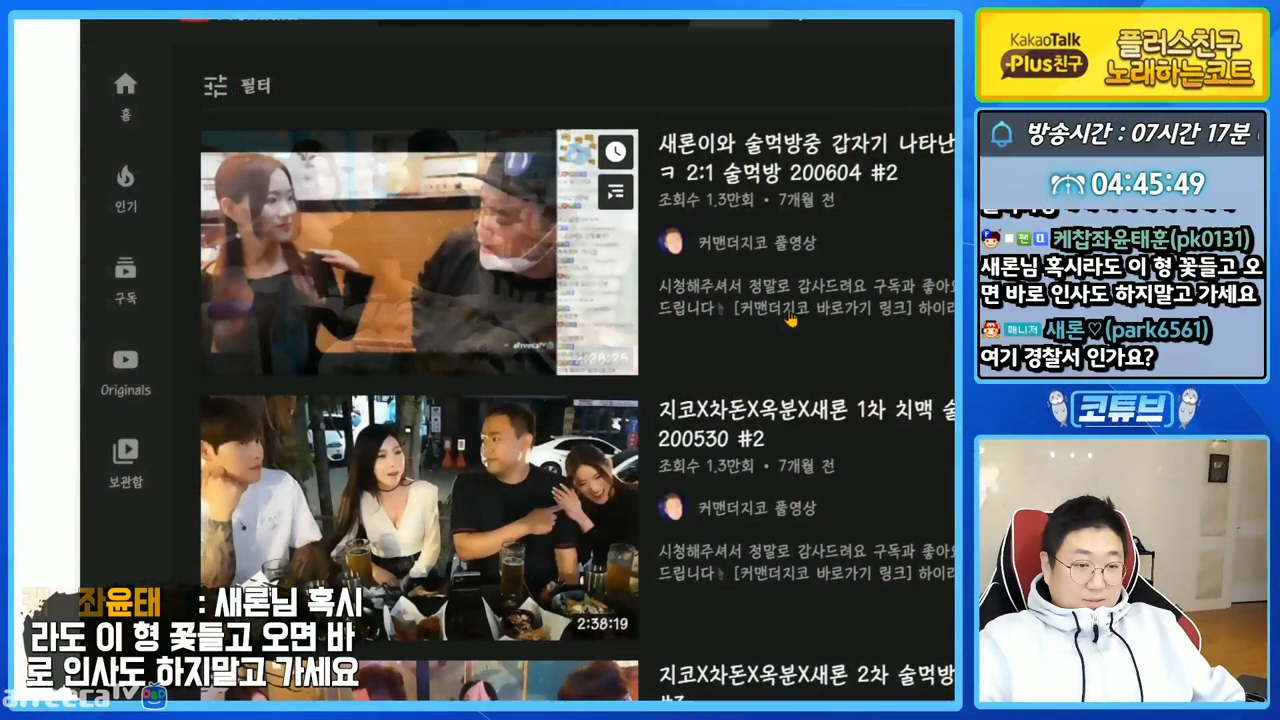 홈
인기
구독
Originals
보관함
필터
새론이와 술먹방중 갑자기 나타난
ㅋ 2:1 술먹방 200604 #2
조회수 1.3만회 • 7개월 전
커맨더지코 풀영상
시청해주셔서 정말로 감사드려요 구독과 좋아요
드립니다 [커맨더지코 바로가기 링크] 하이라
지코X차돈X옥분X새론 1차 치맥 술
200530 #2
조회수 1.3만회 • 7개월 전
커맨더지코 풀영상
시청해주셔서 정말로 감사드려요 구독과 좋아요
드립니다 [커맨더지코 바로가기 링크] 하이라
2:38:19
지코X차돈X옥분X새론 2차 술먹방
좌윤태 : 새론님 혹시
라도 이 형 꽃들고 오면 바
로 인사도 하지말고 가세요
afreecaTV
KakaoTalk
Plus친구
플러스친구
노래하는코트
방송시간 : 07시간 17분
04:45:49
팬
케찹좌윤태훈(pk0131)
새론님 혹시라도 이 형 꽃들고 오
면 바로 인사도 하지말고 가세요
매니저 새론♡(park6561)
여기 경찰서 인가요?
코튜브